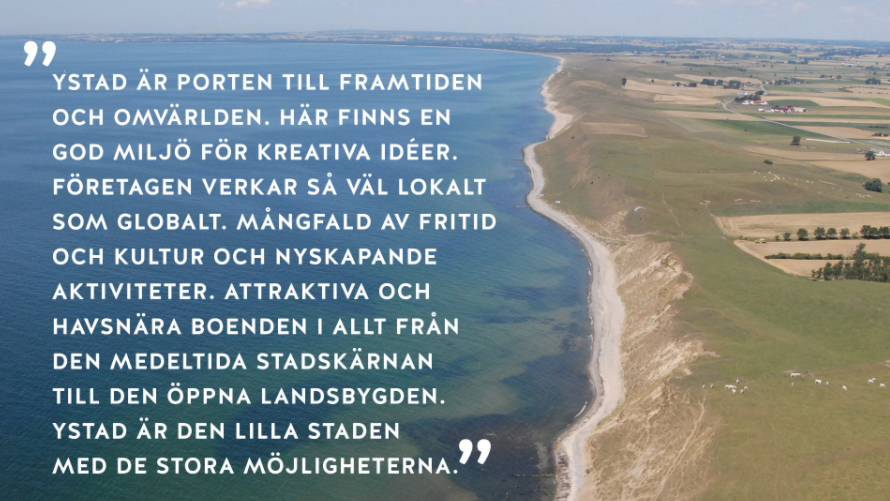 ”
YSTAD ÄR PORTEN TILL FRAMTIDEN
OCH OMVÄRLDEN. HÄR FINNS EN
GOD MILJÖ FÖR KREATIVA IDÉER.
FÖRETAGEN VERKAR SÅ VÄL LOKALT
SOM GLOBALT. MÅNGFALD AV FRITID
OCH KULTUR OCH NYSKAPANDE
AKTIVITETER. ATTRAKTIVA OCH
HAVSNÄRA BOENDEN I ALLT FRÅN
DEN MEDELTIDA STADSKÄRNAN
TILL DEN ÖPPNA LANDSBYGDEN.
YSTAD ÄR DEN LILLA STADEN
MED DE STORA MÖJLIGHETERNA.”